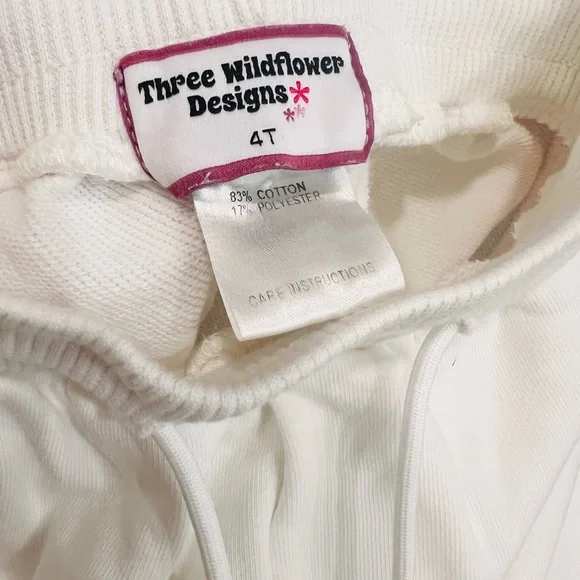 Three Wildflower
Designs
4T
83% COTTON
17% POLYESTER
CARE INSTRUCTIONS